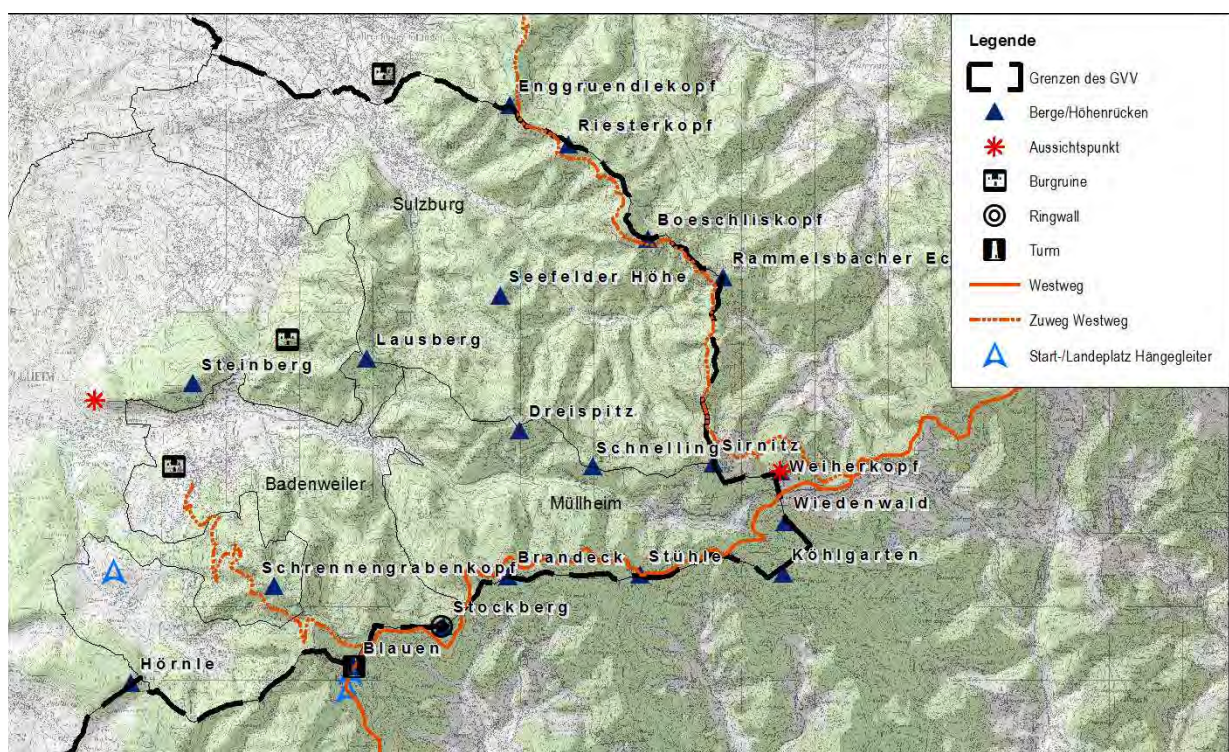 Legende
Grenzen des GVV
Berge/Höhenrücken
Aussichtspunkt
Burgruine
Ringwall
Turm
Westweg
Zuweg Westweg
Start-/Landeplatz Hängegleiter
Enggruendlekopf
Riesterkopf
Sulzburg
Boeschliskopf
Rammelsbacher Ec
Seefelder Höhe
Lausberg
Steinberg
Dreispitz
Schnelling
Sirnitz
Weiherkopf
Badenweiler
Müllheim
Wiedenwald
Brandeck
Stühle
Köhlgarten
Schrennengrabenkopf
Stockberg
Blauen
Hörnle